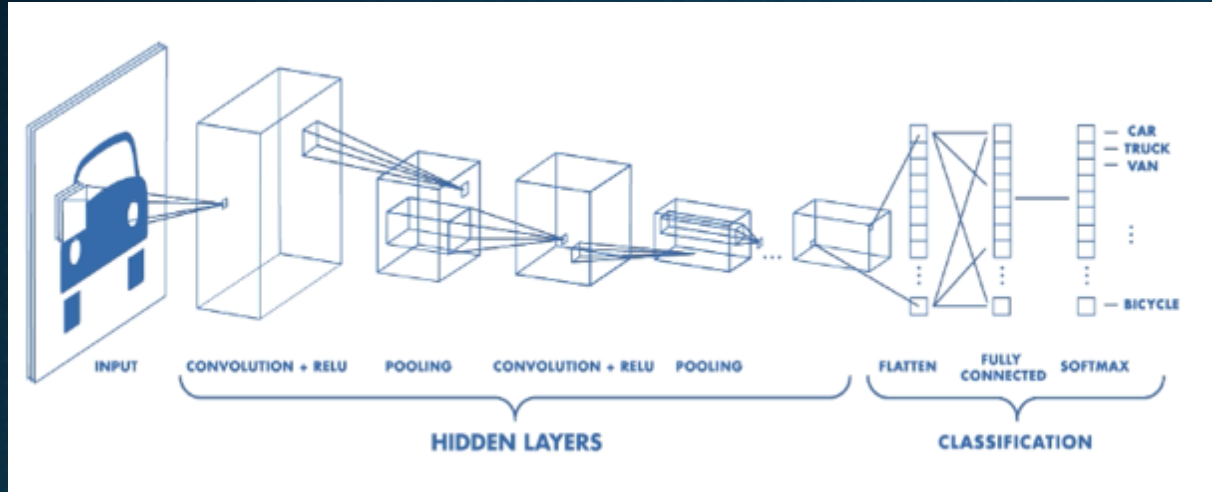 CAR
TRUCK
VAN
BICYCLE
INPUT
CONVOLUTION + RELU
POOLING
CONVOLUTION + RELU
POOLING
FLATTEN
FULLY
CONNECTED
SOFTMAX
HIDDEN LAYERS
CLASSIFICATION